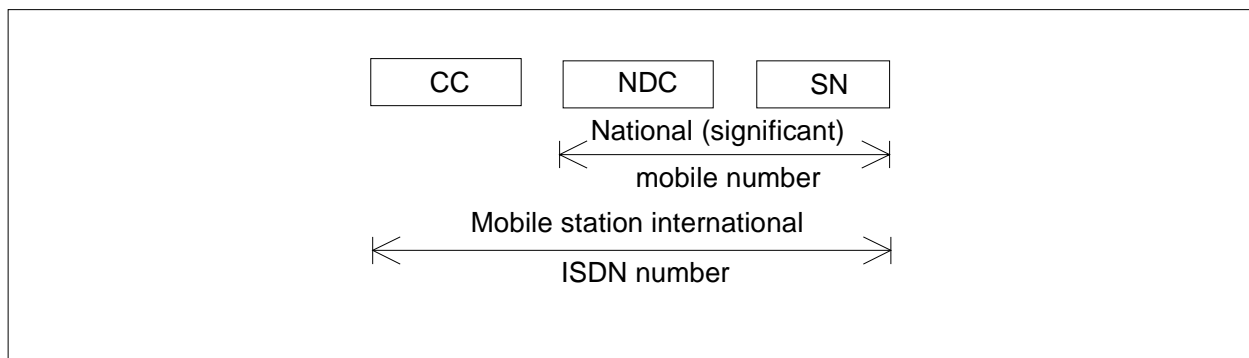 CC NDC SN
National (significant)
mobile number
Mobile station international
ISDN number